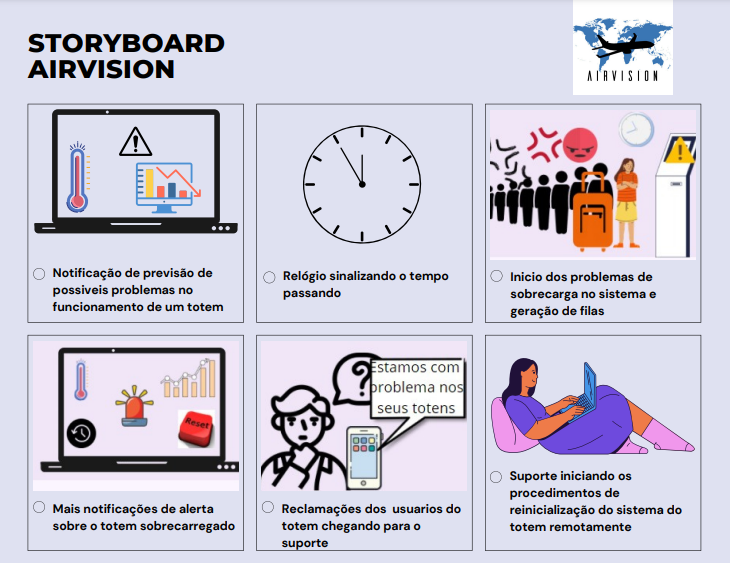 STORYBOARD
AIRVISION
AIRVISION
Notificação de previsão de
possiveis problemas no
funcionamento de um totem
Relógio sinalizando o tempo
passando
Inicio dos problemas de
sobrecarga no sistema e
geração de filas
Reset
Mais notificações de alerta
sobre o totem sobrecarregado
Estamos com
problema nos
seus totens
Reclamações dos usuarios do
totem chegando para o
suporte
Suporte iniciando os
procedimentos de
reinicialização do sistema do
totem remotamente